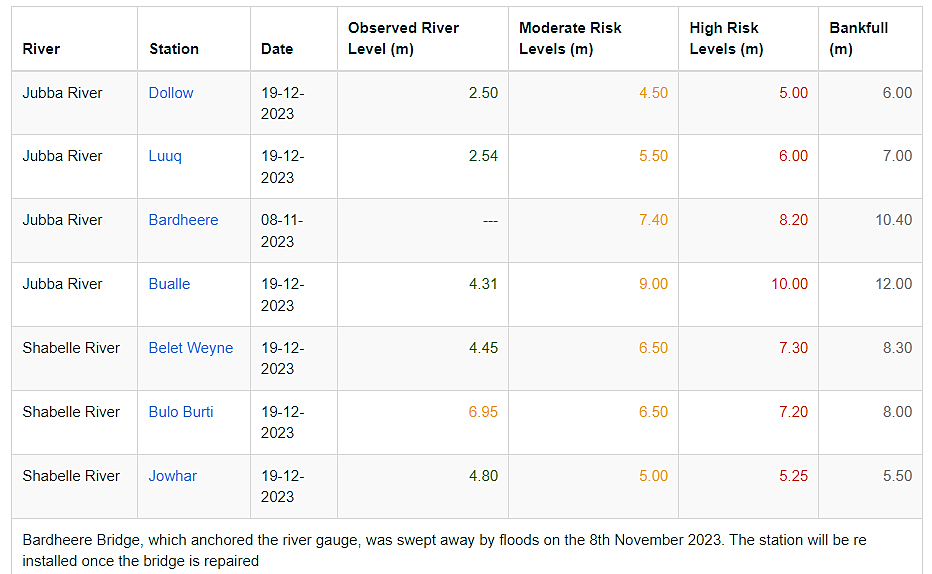 River Station Date Observed River Level (m) Moderate Risk Levels (m) High Risk Levels (m) Bankfull (m)
Jubba River Dollow 19-12-2023 2.50 4.50 5.00 6.00
Jubba River Luuq 19-12-2023 2.54 5.50 6.00 7.00
Jubba River Bardheere 08-11-2023 --- 7.40 8.20 10.40
Jubba River Bualle 19-12-2023 4.31 9.00 10.00 12.00
Shabelle River Belet Weyne 19-12-2023 4.45 6.50 7.30 8.30
Shabelle River Bulo Burti 19-12-2023 6.95 6.50 7.20 8.00
Shabelle River Jowhar 19-12-2023 4.80 5.00 5.25 5.50
Bardheere Bridge, which anchored the river gauge, was swept away by floods on the 8th November 2023. The station will be re
installed once the bridge is repaired